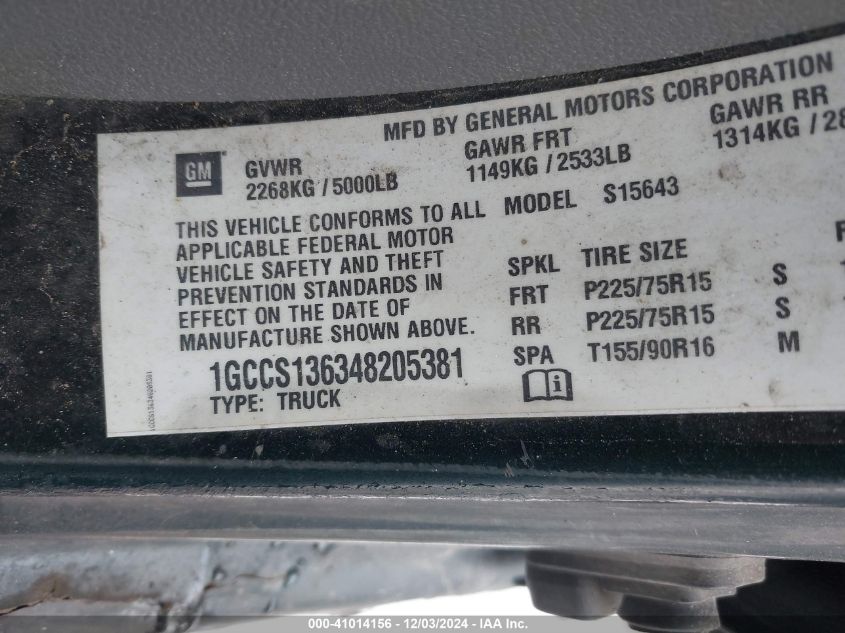 MFD BY GENERAL MOTORS CORPORATION
GM GVWR GAWR FRT GAWR RR
2268KG / 5000LB 1149KG / 2533LB 1314KG / 28
THIS VEHICLE CONFORMS TO ALL MODEL S15643
APPLICABLE FEDERAL MOTOR
VEHICLE SAFETY AND THEFT SPKL TIRE SIZE
PREVENTION STANDARDS IN FRT P225/75R15 S
EFFECT ON THE DATE OF RR P225/75R15 S
MANUFACTURE SHOWN ABOVE. SPA T155/90R16 M
1GCCS136348205381
TYPE: TRUCK
1GCCS136348205381
000-41014156 - 12/03/2024 - IAA Inc.